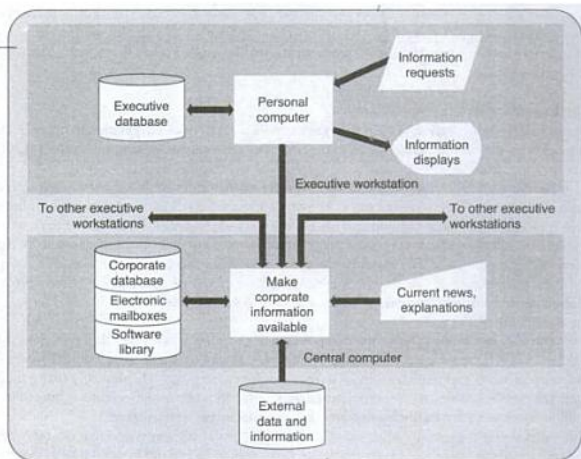 Information
requests
Executive
database
Personal
computer
Information
displays
Executive workstation
To other executive
workstations
To other executive
workstations
Corporate
database
Electronic
mailboxes
Software
library
Make
corporate
information
available
Current news,
explanations
Central computer
External
data and
information